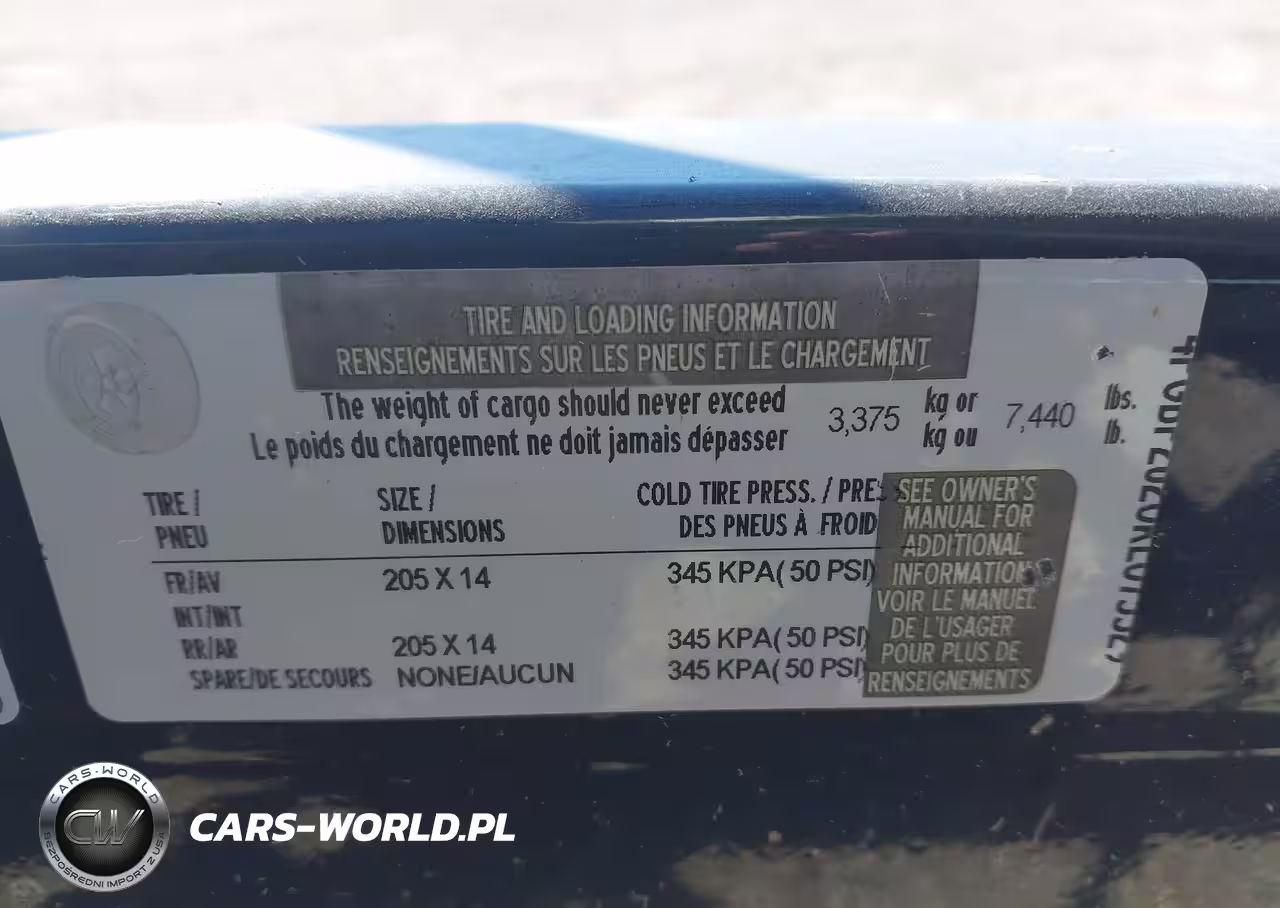 TIRE AND LOADING INFORMATION
RENSEIGNEMENTS SUR LES PNEUS ET LE CHARGEMENT
The weight of cargo should never exceed 3,375 kg or 7,440 lbs.
Le poids du chargement ne doit jamais dépasser kg ou lb.
TIRE / SIZE / COLD TIRE PRESS. / PRES
PNEU DIMENSIONS DES PNEUS À FROID
FR/AV 205 X 14 345 KPA( 50 PSI)
INT/INT
RR/AR 205 X 14 345 KPA( 50 PSI)
SPARE/DE SECOURS NONE/AUCUN 345 KPA( 50 PSI)
SEE OWNER'S
MANUAL FOR
ADDITIONAL
INFORMATION
VOIR LE MANUEL
DE L'USAGER
POUR PLUS DE
RENSEIGNEMENTS
CARS-WORLD
CW
BEZPOŚREDNI IMPORT Z USA
CARS-WORLD.PL